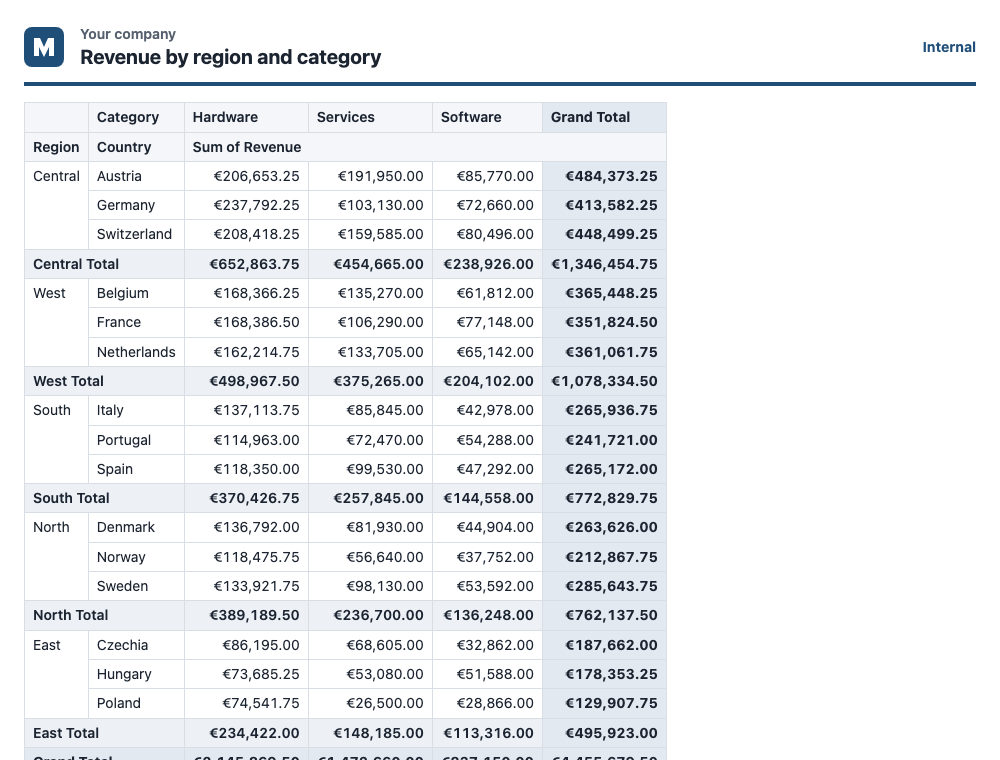 M
Your company
Revenue by region and category
Internal
Category Hardware Services Software Grand Total
Region Country Sum of Revenue
Central Austria €206,653.25 €191,950.00 €85,770.00 €484,373.25
Germany €237,792.25 €103,130.00 €72,660.00 €413,582.25
Switzerland €208,418.25 €159,585.00 €80,496.00 €448,499.25
Central Total €652,863.75 €454,665.00 €238,926.00 €1,346,454.75
West Belgium €168,366.25 €135,270.00 €61,812.00 €365,448.25
France €168,386.50 €106,290.00 €77,148.00 €351,824.50
Netherlands €162,214.75 €133,705.00 €65,142.00 €361,061.75
West Total €498,967.50 €375,265.00 €204,102.00 €1,078,334.50
South Italy €137,113.75 €85,845.00 €42,978.00 €265,936.75
Portugal €114,963.00 €72,470.00 €54,288.00 €241,721.00
Spain €118,350.00 €99,530.00 €47,292.00 €265,172.00
South Total €370,426.75 €257,845.00 €144,558.00 €772,829.75
North Denmark €136,792.00 €81,930.00 €44,904.00 €263,626.00
Norway €118,475.75 €56,640.00 €37,752.00 €212,867.75
Sweden €133,921.75 €98,130.00 €53,592.00 €285,643.75
North Total €389,189.50 €236,700.00 €136,248.00 €762,137.50
East Czechia €86,195.00 €68,605.00 €32,862.00 €187,662.00
Hungary €73,685.25 €53,080.00 €51,588.00 €178,353.25
Poland €74,541.75 €26,500.00 €28,866.00 €129,907.75
East Total €234,422.00 €148,185.00 €113,316.00 €495,923.00
Grand Total